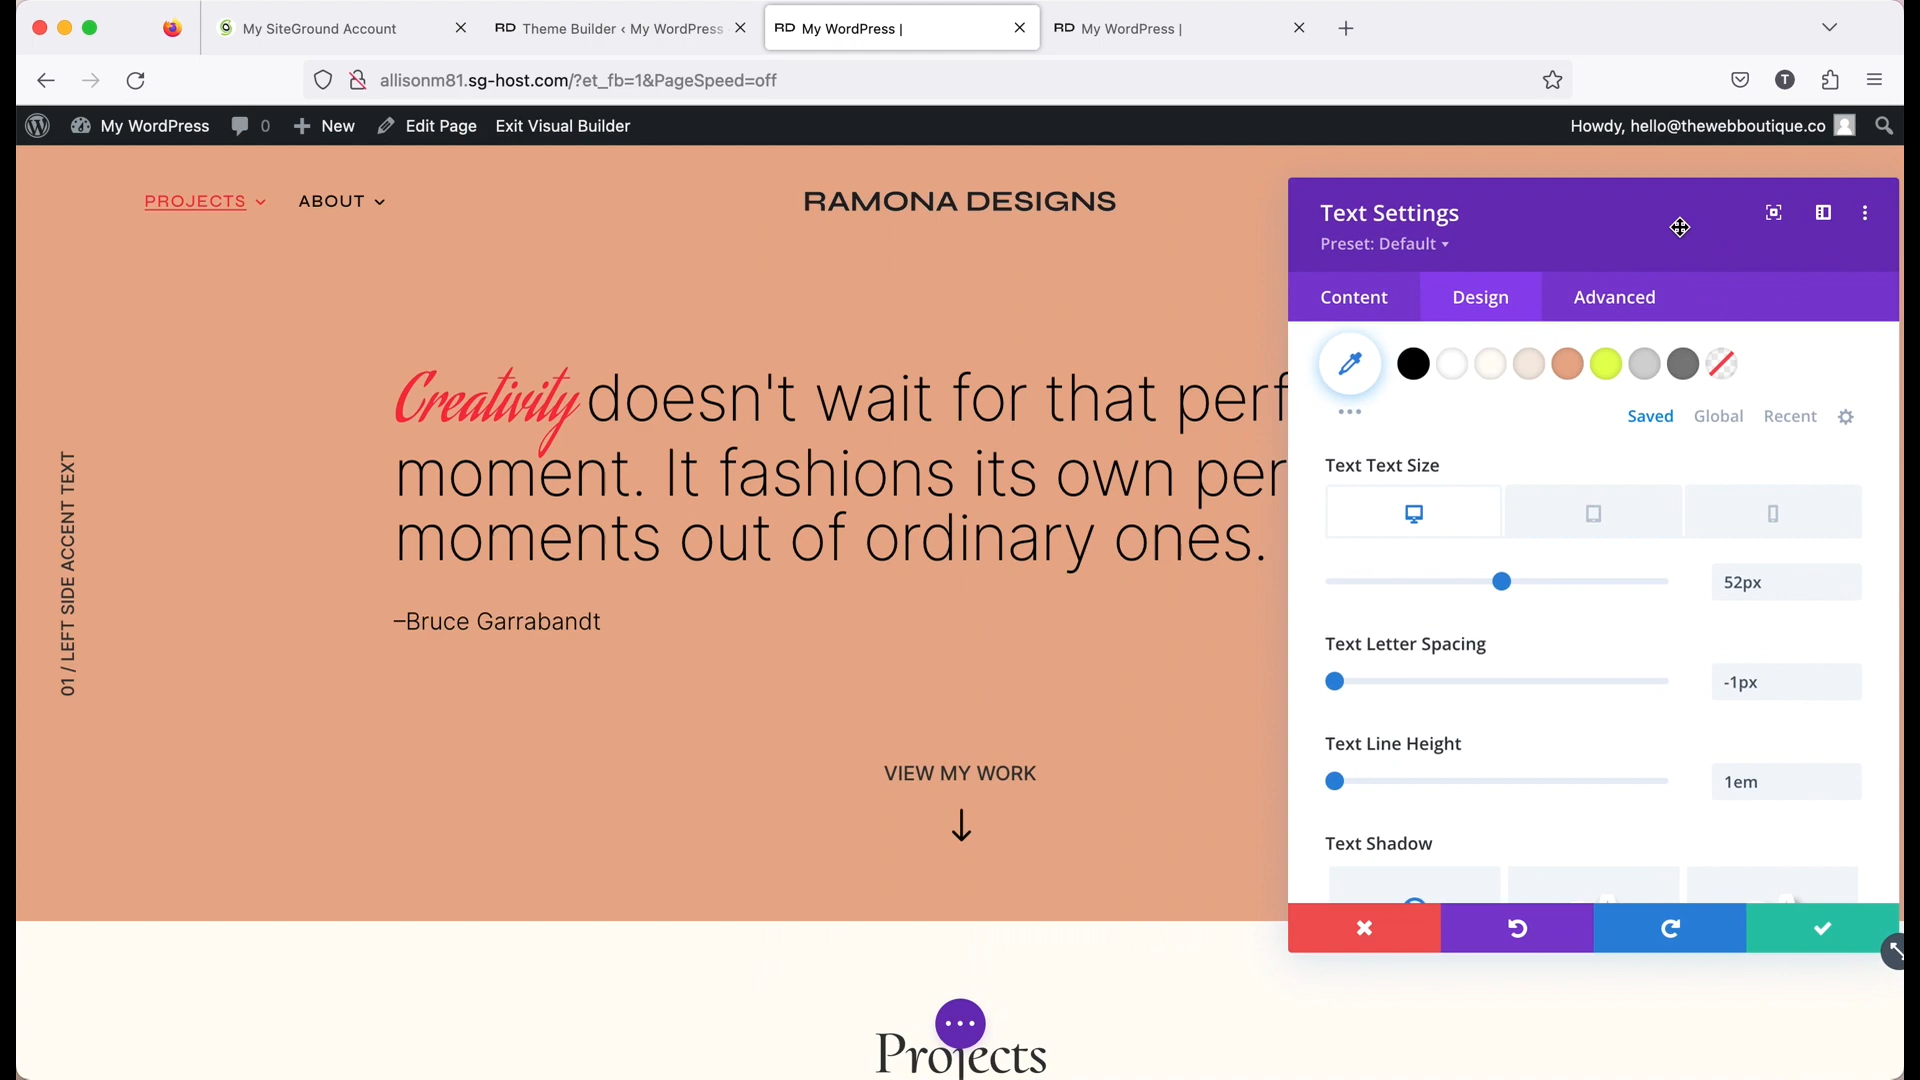 My SiteGround Account
RD Theme Builder ‹ My WordPress
RD My WordPress |
RD My WordPress |
allisonm81.sg-host.com/?et_fb=1&PageSpeed=off
T
My WordPress
0
New
Edit Page
Exit Visual Builder
Howdy, hello@thewebboutique.co
PROJECTS
ABOUT
RAMONA DESIGNS
Creativity doesn't wait for that perf
moment. It fashions its own per
moments out of ordinary ones.
–Bruce Garrabandt
01 / LEFT SIDE ACCENT TEXT
VIEW MY WORK
Projects
Text Settings
Preset: Default
Content
Design
Advanced
Saved
Global
Recent
Text Text Size
52px
Text Letter Spacing
-1px
Text Line Height
1em
Text Shadow